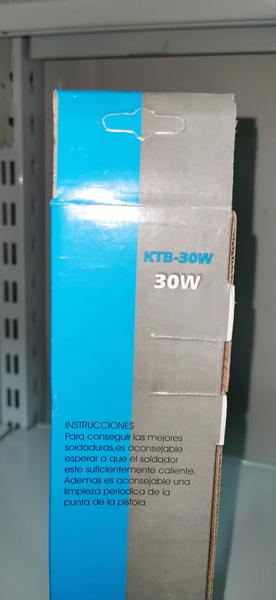 KTB-30W
30W
INSTRUCCIONES
Para conseguir las mejores
soldaduras,es aconsejable
esperar a que el soldador
este suficientemente caliente.
Ademas es aconsejable una
limpieza periodica de la
punta de la pistola